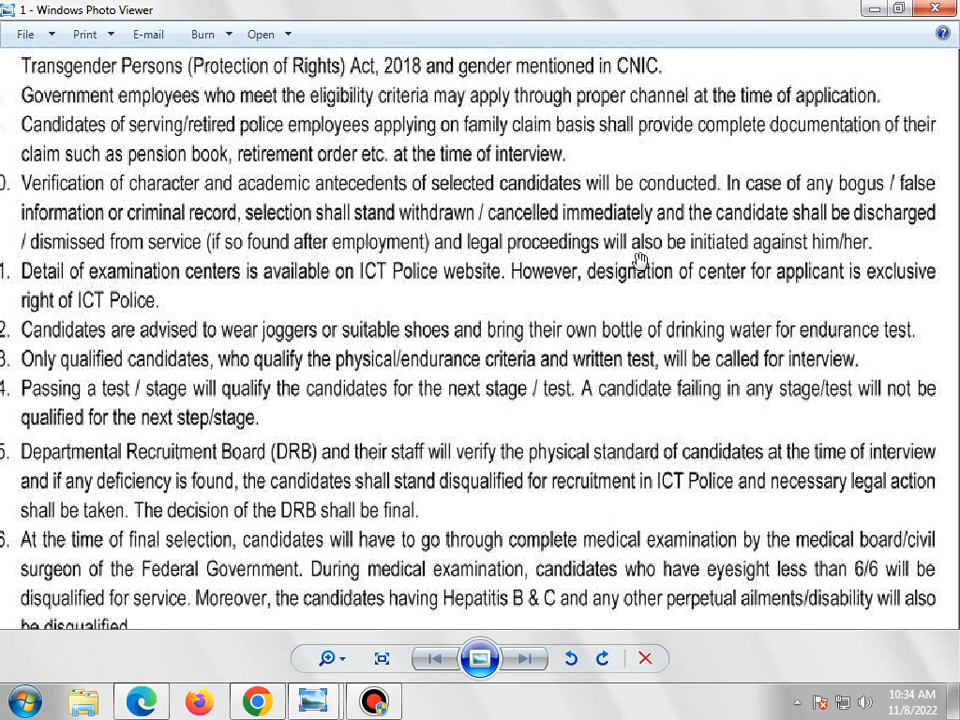 1 - Windows Photo Viewer
File Print E-mail Burn Open
Transgender Persons (Protection of Rights) Act, 2018 and gender mentioned in CNIC.
Government employees who meet the eligibility criteria may apply through proper channel at the time of application.
Candidates of serving/retired police employees applying on family claim basis shall provide complete documentation of their
claim such as pension book, retirement order etc. at the time of interview.
0. Verification of character and academic antecedents of selected candidates will be conducted. In case of any bogus / false
information or criminal record, selection shall stand withdrawn / cancelled immediately and the candidate shall be discharged
/ dismissed from service (if so found after employment) and legal proceedings will also be initiated against him/her.
1. Detail of examination centers is available on ICT Police website. However, designation of center for applicant is exclusive
right of ICT Police.
2. Candidates are advised to wear joggers or suitable shoes and bring their own bottle of drinking water for endurance test.
3. Only qualified candidates, who qualify the physical/endurance criteria and written test, will be called for interview.
4. Passing a test / stage will qualify the candidates for the next stage / test. A candidate failing in any stage/test will not be
qualified for the next step/stage.
5. Departmental Recruitment Board (DRB) and their staff will verify the physical standard of candidates at the time of interview
and if any deficiency is found, the candidates shall stand disqualified for recruitment in ICT Police and necessary legal action
shall be taken. The decision of the DRB shall be final.
6. At the time of final selection, candidates will have to go through complete medical examination by the medical board/civil
surgeon of the Federal Government. During medical examination, candidates who have eyesight less than 6/6 will be
disqualified for service. Moreover, the candidates having Hepatitis B & C and any other perpetual ailments/disability will also
be disqualified
10:34 AM
11/8/2022